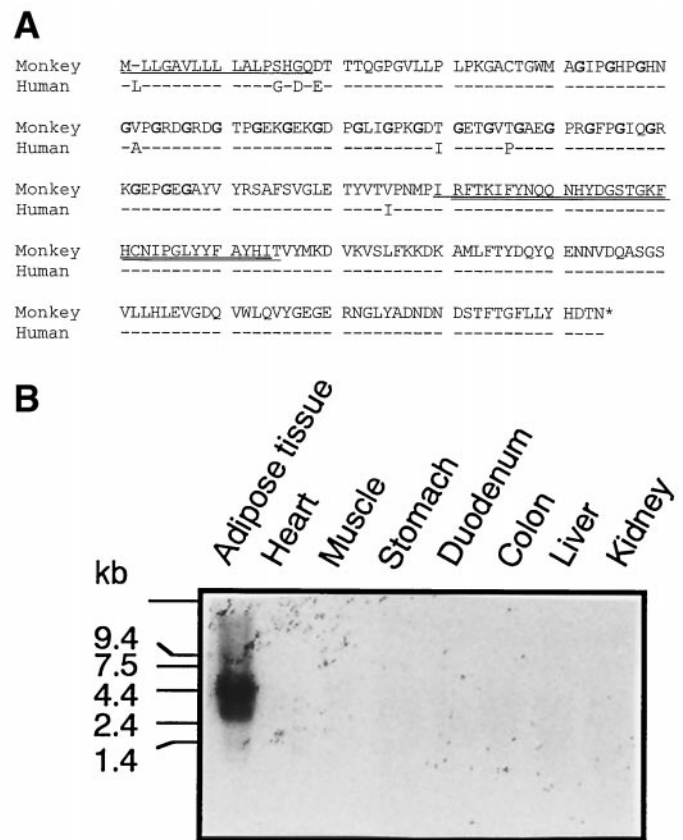 A
Monkey M-LLGAVLLL LALPSHGQDT TTQGPGVLLP LPKGACTGWM AGIPGHPGHN
Human -L-------- -----G-D-E- ---------- ---------- ----------
Monkey GVPGRDGRDG TPGEKGEKGD PGLIGPKGDT GETGVTGAEG PRGFPGIQGR
Human -A-------- ---------- ---------I -----P---- ----------
Monkey KGEPGEGAYV YRSAFSVGLE TYVTVPNMPI RFTKIFYNQQ NHYDGSTGKF
Human ---------- ---------- ----I----- ---------- ----------
Monkey HCNIPGLYYF AYHITVYMKD VKVSLFKKDK AMLFTYDQYQ ENNVDQASGS
Human ---------- ---------- ---------- ---------- ----------
Monkey VLLHLEVGDQ VWLQVYGEGE RNGLYADNDN DSTFTGFLLY HDTN*
Human ---------- ---------- ---------- ---------- ----
B
Adipose tissue
Heart
Muscle
Stomach
Duodenum
Colon
Liver
Kidney
kb
9.4
7.5
4.4
2.4
1.4